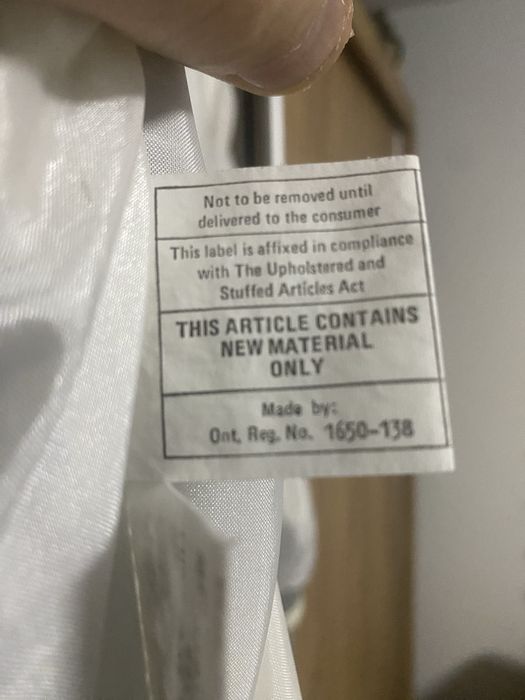 Not to be removed until
delivered to the consumer
This label is affixed in compliance
with The Upholstered and
Stuffed Articles Act
THIS ARTICLE CONTAINS
NEW MATERIAL
ONLY
Made by:
Ont. Reg. No. 1650-138